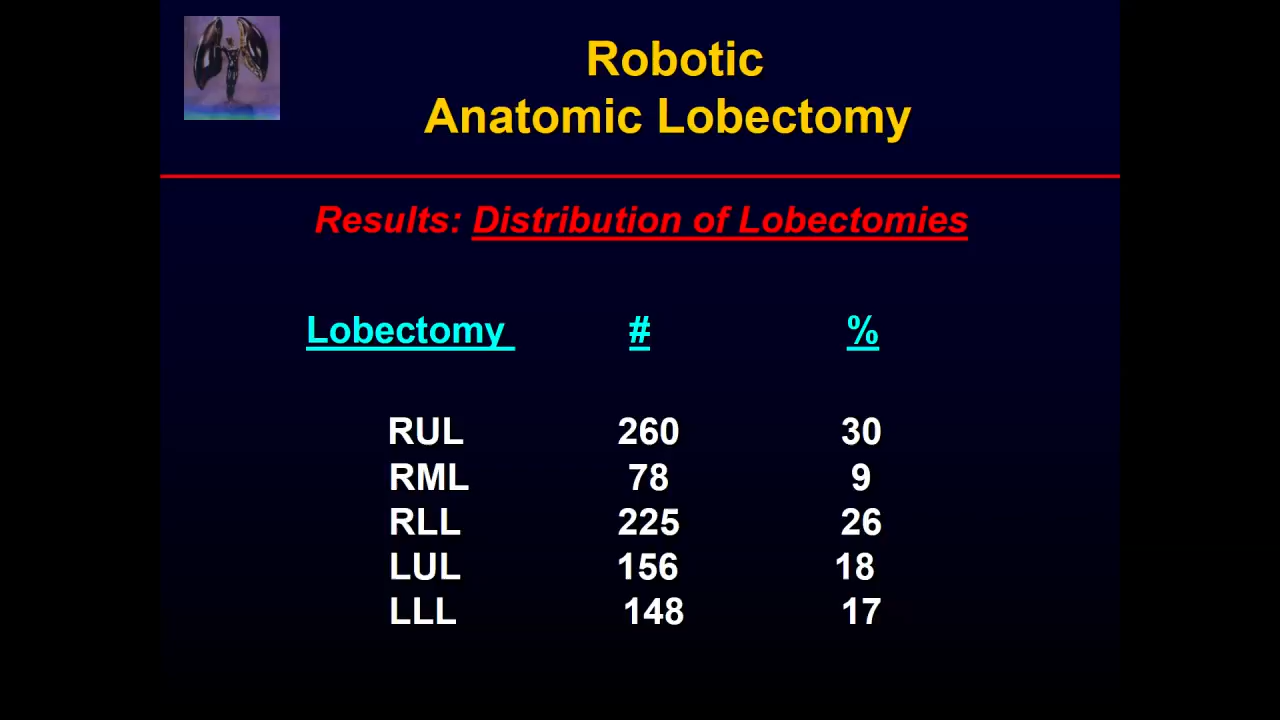 Robotic
Anatomic Lobectomy
Results: Distribution of Lobectomies
Lobectomy # %
RUL 260 30
RML 78 9
RLL 225 26
LUL 156 18
LLL 148 17